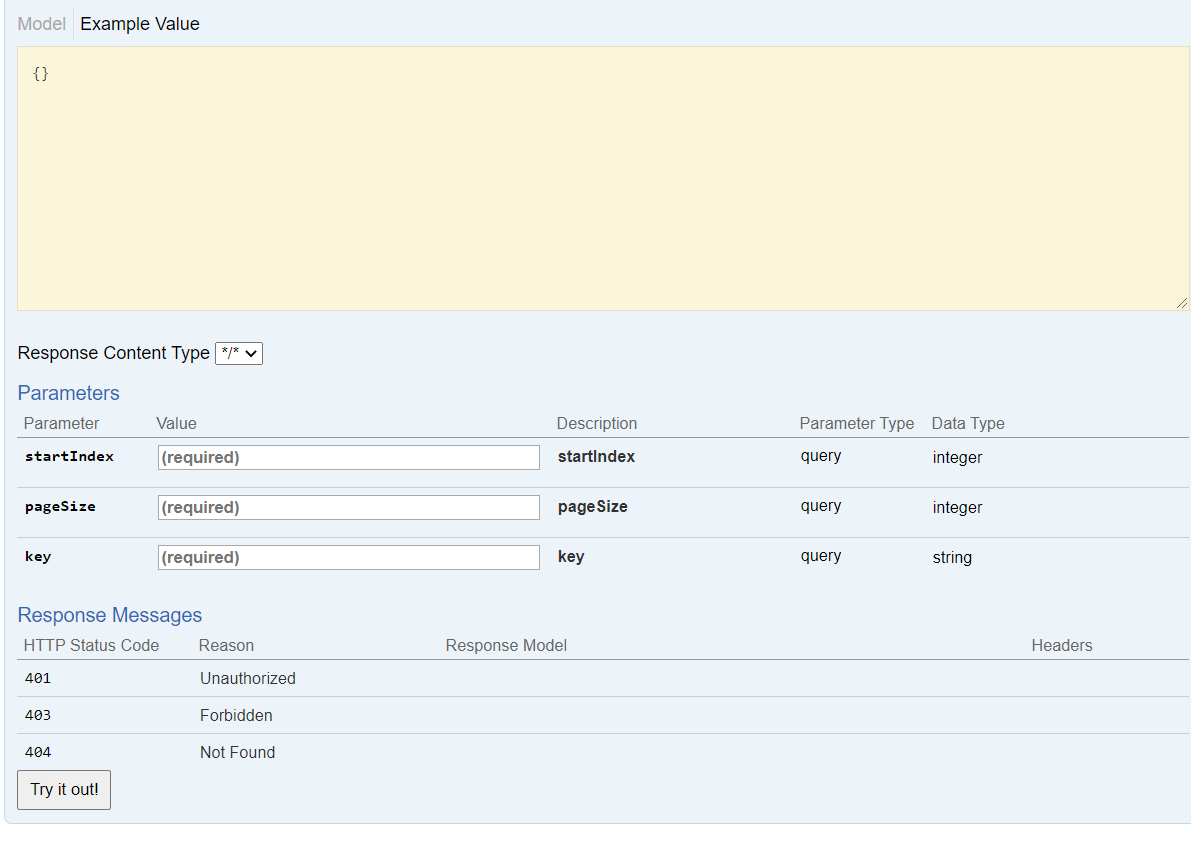 Model Example Value
{}
Response Content Type */*
Parameters
Parameter Value Description Parameter Type Data Type
startIndex (required) startIndex query integer
pageSize (required) pageSize query integer
key (required) key query string
Response Messages
HTTP Status Code Reason Response Model Headers
401 Unauthorized
403 Forbidden
404 Not Found
Try it out!